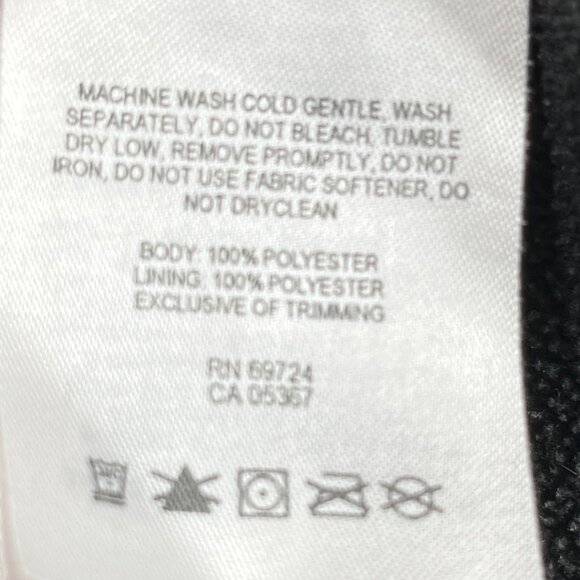 MACHINE WASH COLD GENTLE, WASH
SEPARATELY, DO NOT BLEACH, TUMBLE
DRY LOW, REMOVE PROMPTLY, DO NOT
IRON, DO NOT USE FABRIC SOFTENER, DO
NOT DRYCLEAN
BODY: 100% POLYESTER
LINING: 100% POLYESTER
EXCLUSIVE OF TRIMMING
RN 69724
CA 05367